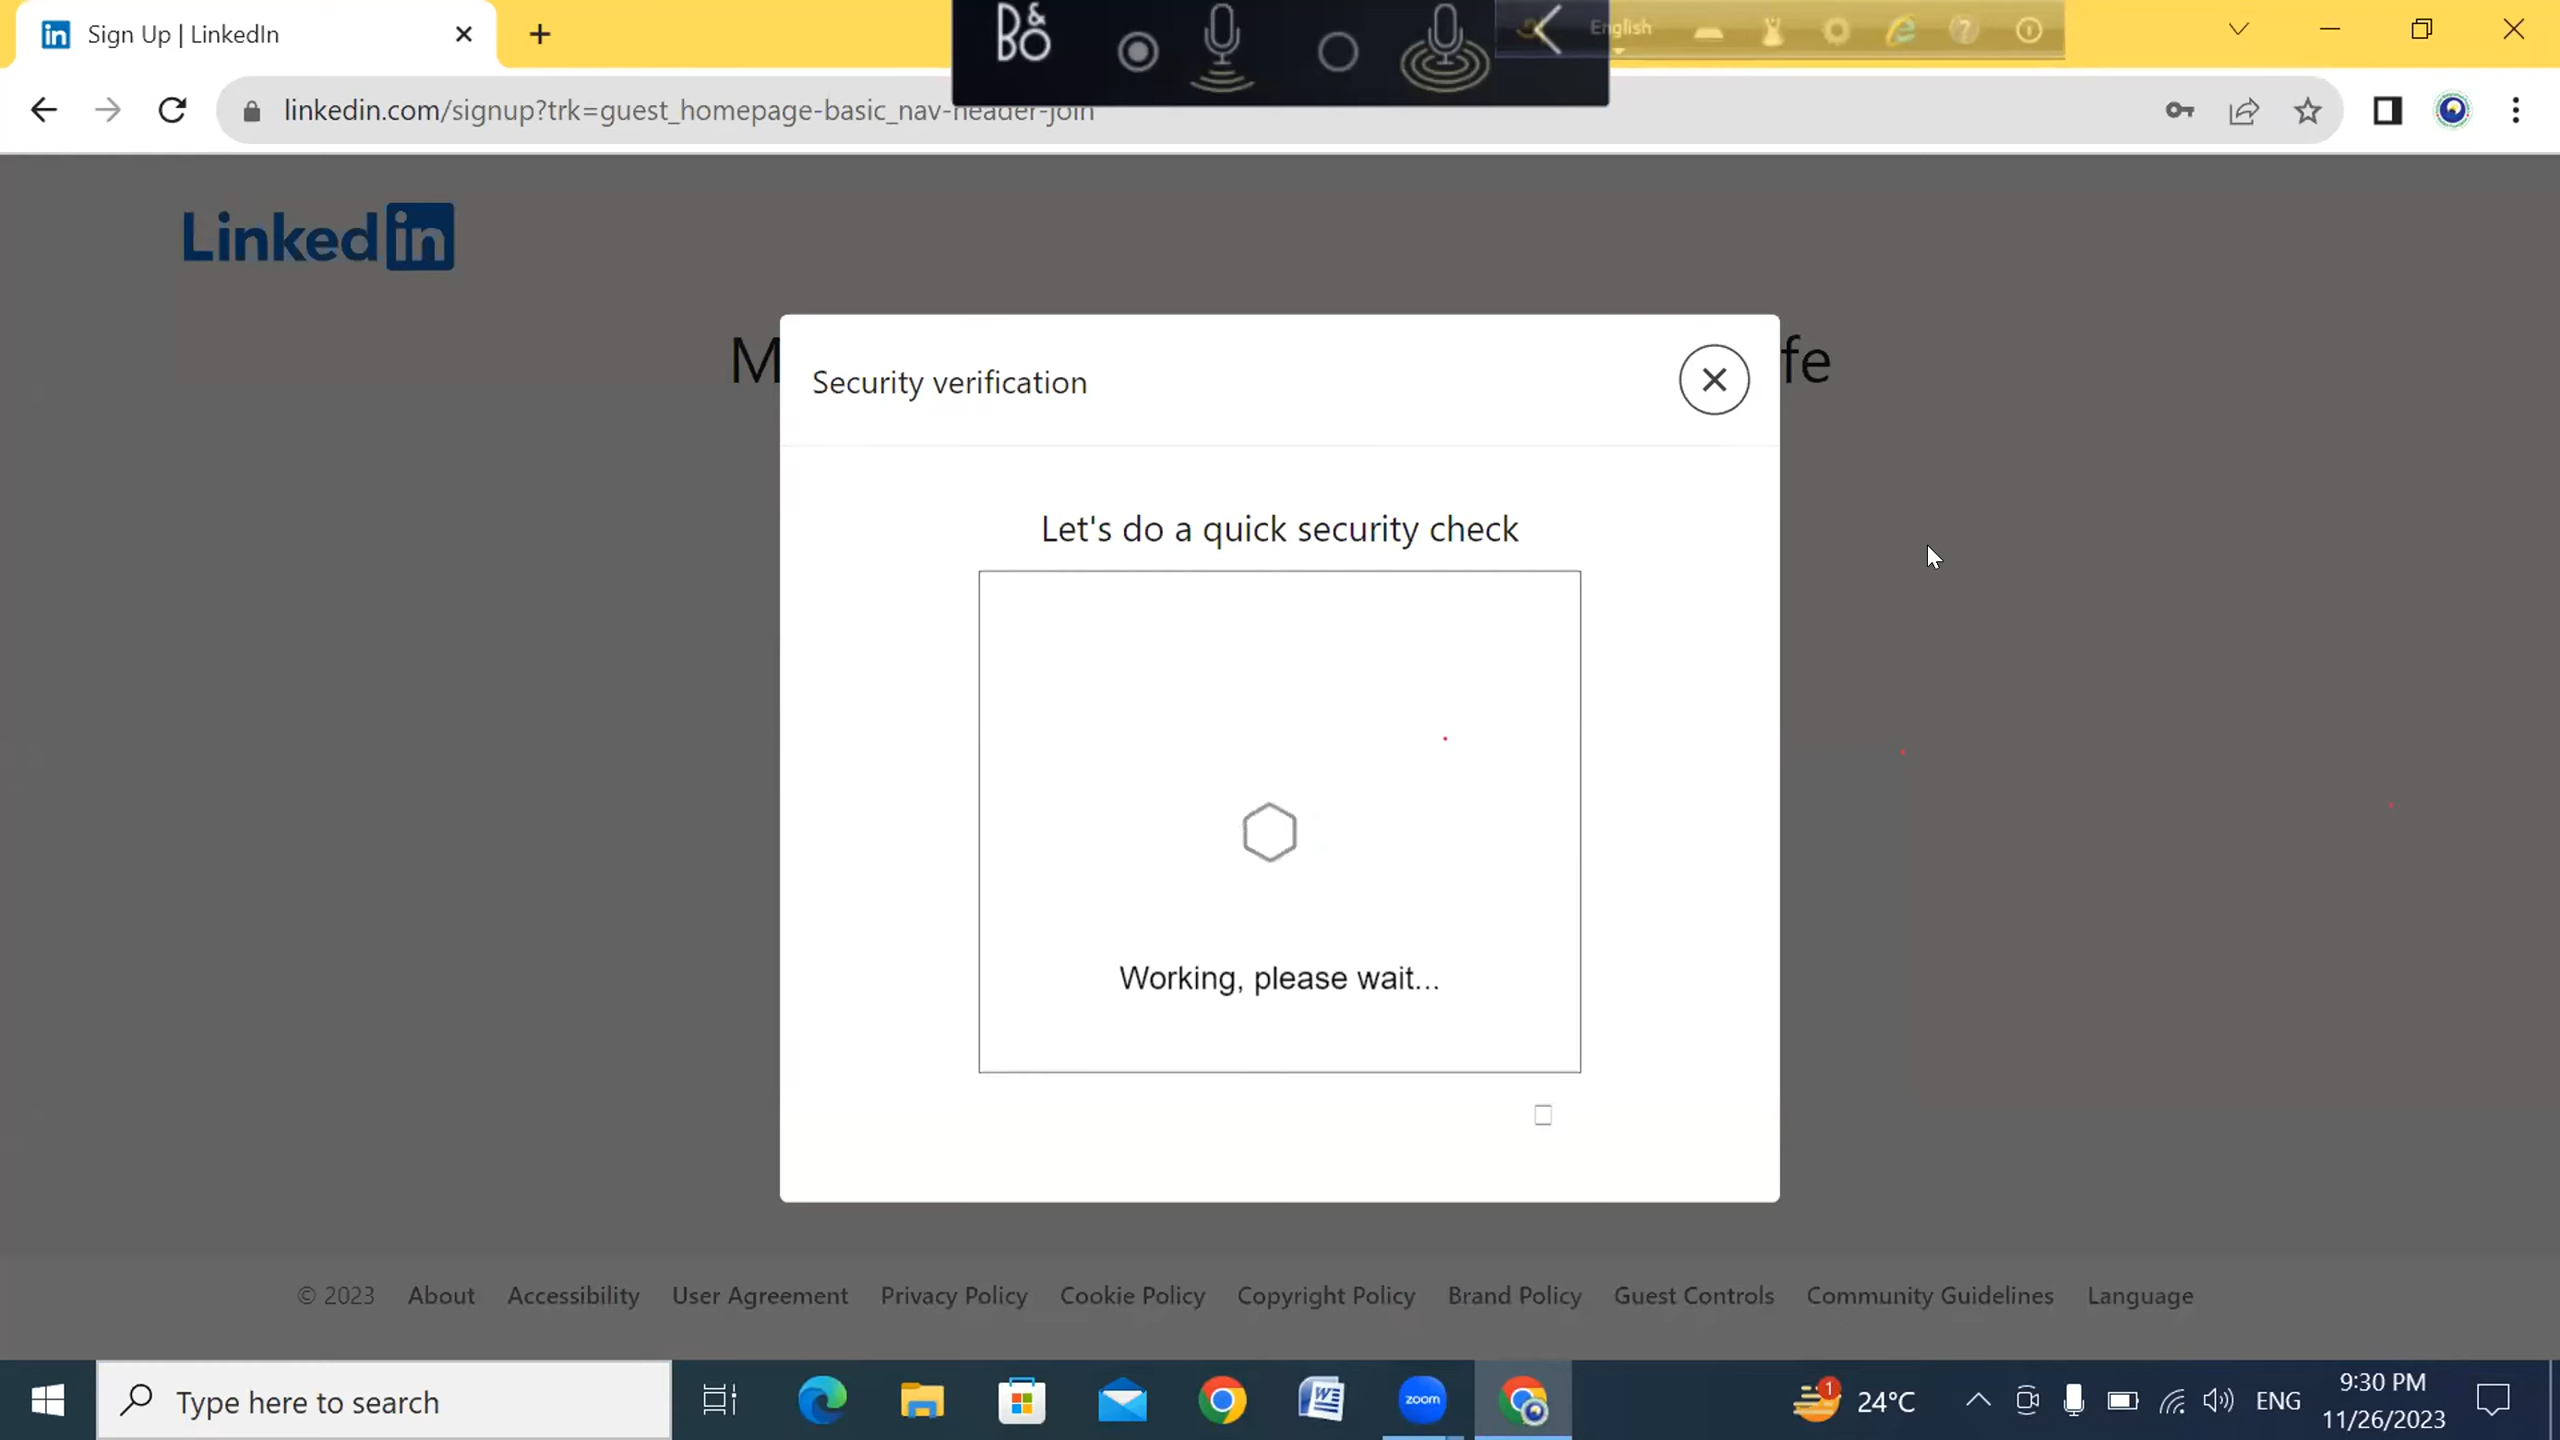 Sign Up | LinkedIn
B&O
English
linkedin.com/signup?trk=guest_homepage-basic_nav-header-join
Linkedin
M
fe
Security verification
Let's do a quick security check
Working, please wait...
© 2023 About Accessibility User Agreement Privacy Policy Cookie Policy Copyright Policy Brand Policy Guest Controls Community Guidelines Language
Type here to search
zoom
1
24°C
ENG
9:30 PM
11/26/2023